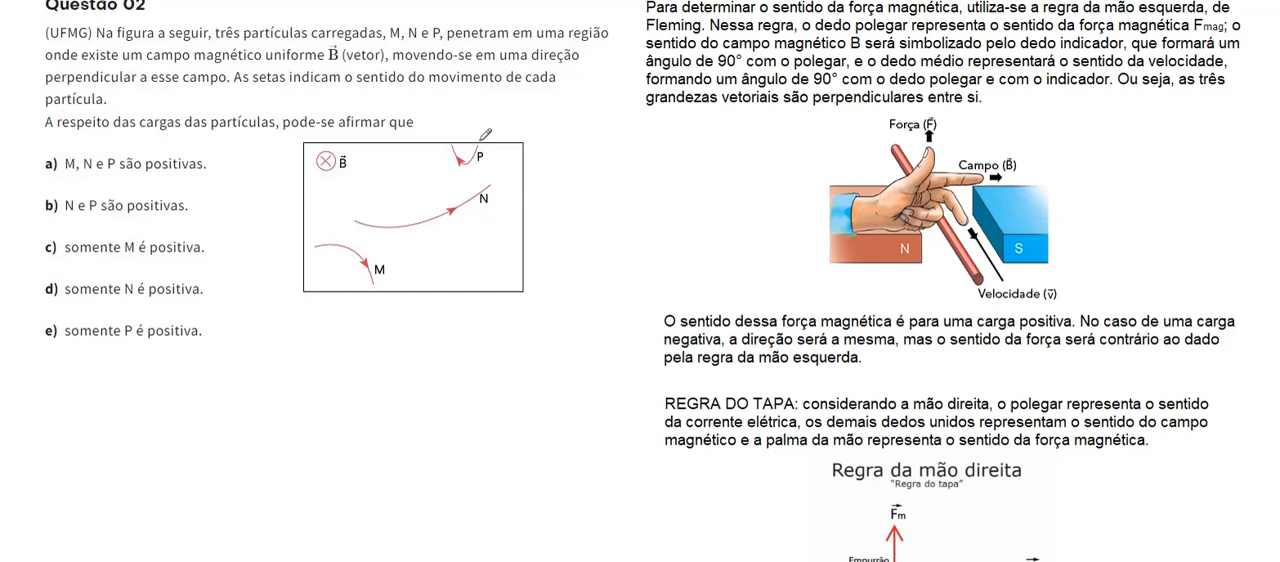 Questão 02
(UFMG) Na figura a seguir, três partículas carregadas, M, N e P, penetram em uma região
onde existe um campo magnético uniforme B⃗ (vetor), movendo-se em uma direção
perpendicular a esse campo. As setas indicam o sentido do movimento de cada
partícula.
A respeito das cargas das partículas, pode-se afirmar que
a) M, N e P são positivas.
b) N e P são positivas.
c) somente M é positiva.
d) somente N é positiva.
e) somente P é positiva.
B⃗
P
N
M
Para determinar o sentido da força magnética, utiliza-se a regra da mão esquerda, de
Fleming. Nessa regra, o dedo polegar representa o sentido da força magnética Fmag; o
sentido do campo magnético B será simbolizado pelo dedo indicador, que formará um
ângulo de 90° com o polegar, e o dedo médio representará o sentido da velocidade,
formando um ângulo de 90° com o dedo polegar e com o indicador. Ou seja, as três
grandezas vetoriais são perpendiculares entre si.
Força (F⃗)
Campo (B⃗)
N
S
Velocidade (v⃗)
O sentido dessa força magnética é para uma carga positiva. No caso de uma carga
negativa, a direção será a mesma, mas o sentido da força será contrário ao dado
pela regra da mão esquerda.
REGRA DO TAPA: considerando a mão direita, o polegar representa o sentido
da corrente elétrica, os demais dedos unidos representam o sentido do campo
magnético e a palma da mão representa o sentido da força magnética.
Regra da mão direita
"Regra do tapa"
F⃗m
Empurrão